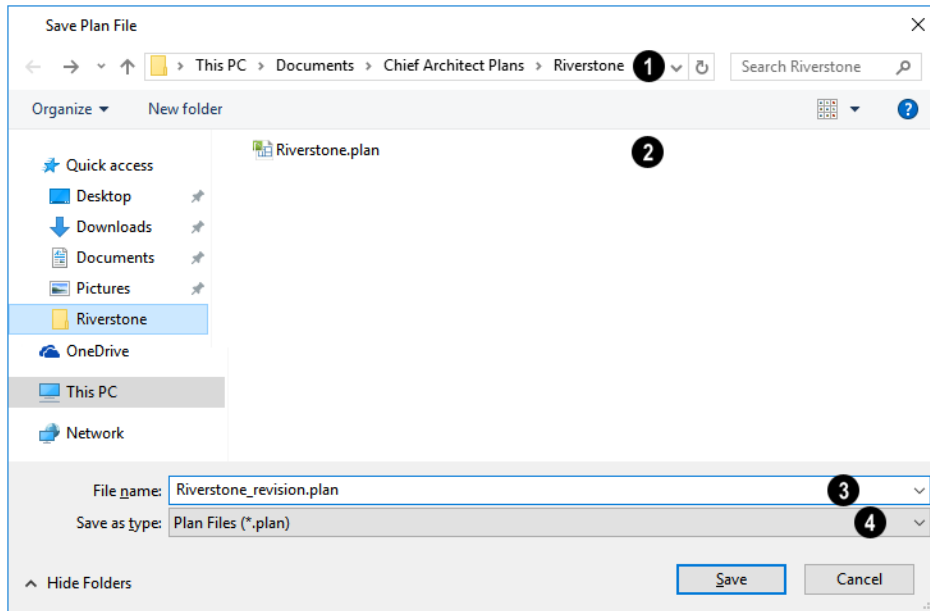 Save Plan File
This PC > Documents > Chief Architect Plans > Riverstone 1 Search Riverstone
Organize New folder ?
Riverstone.plan 2
Quick access
Desktop
Downloads
Documents
Pictures
Riverstone
OneDrive
This PC
Network
File name: Riverstone_revision.plan 3
Save as type: Plan Files (*.plan) 4
Hide Folders Save Cancel